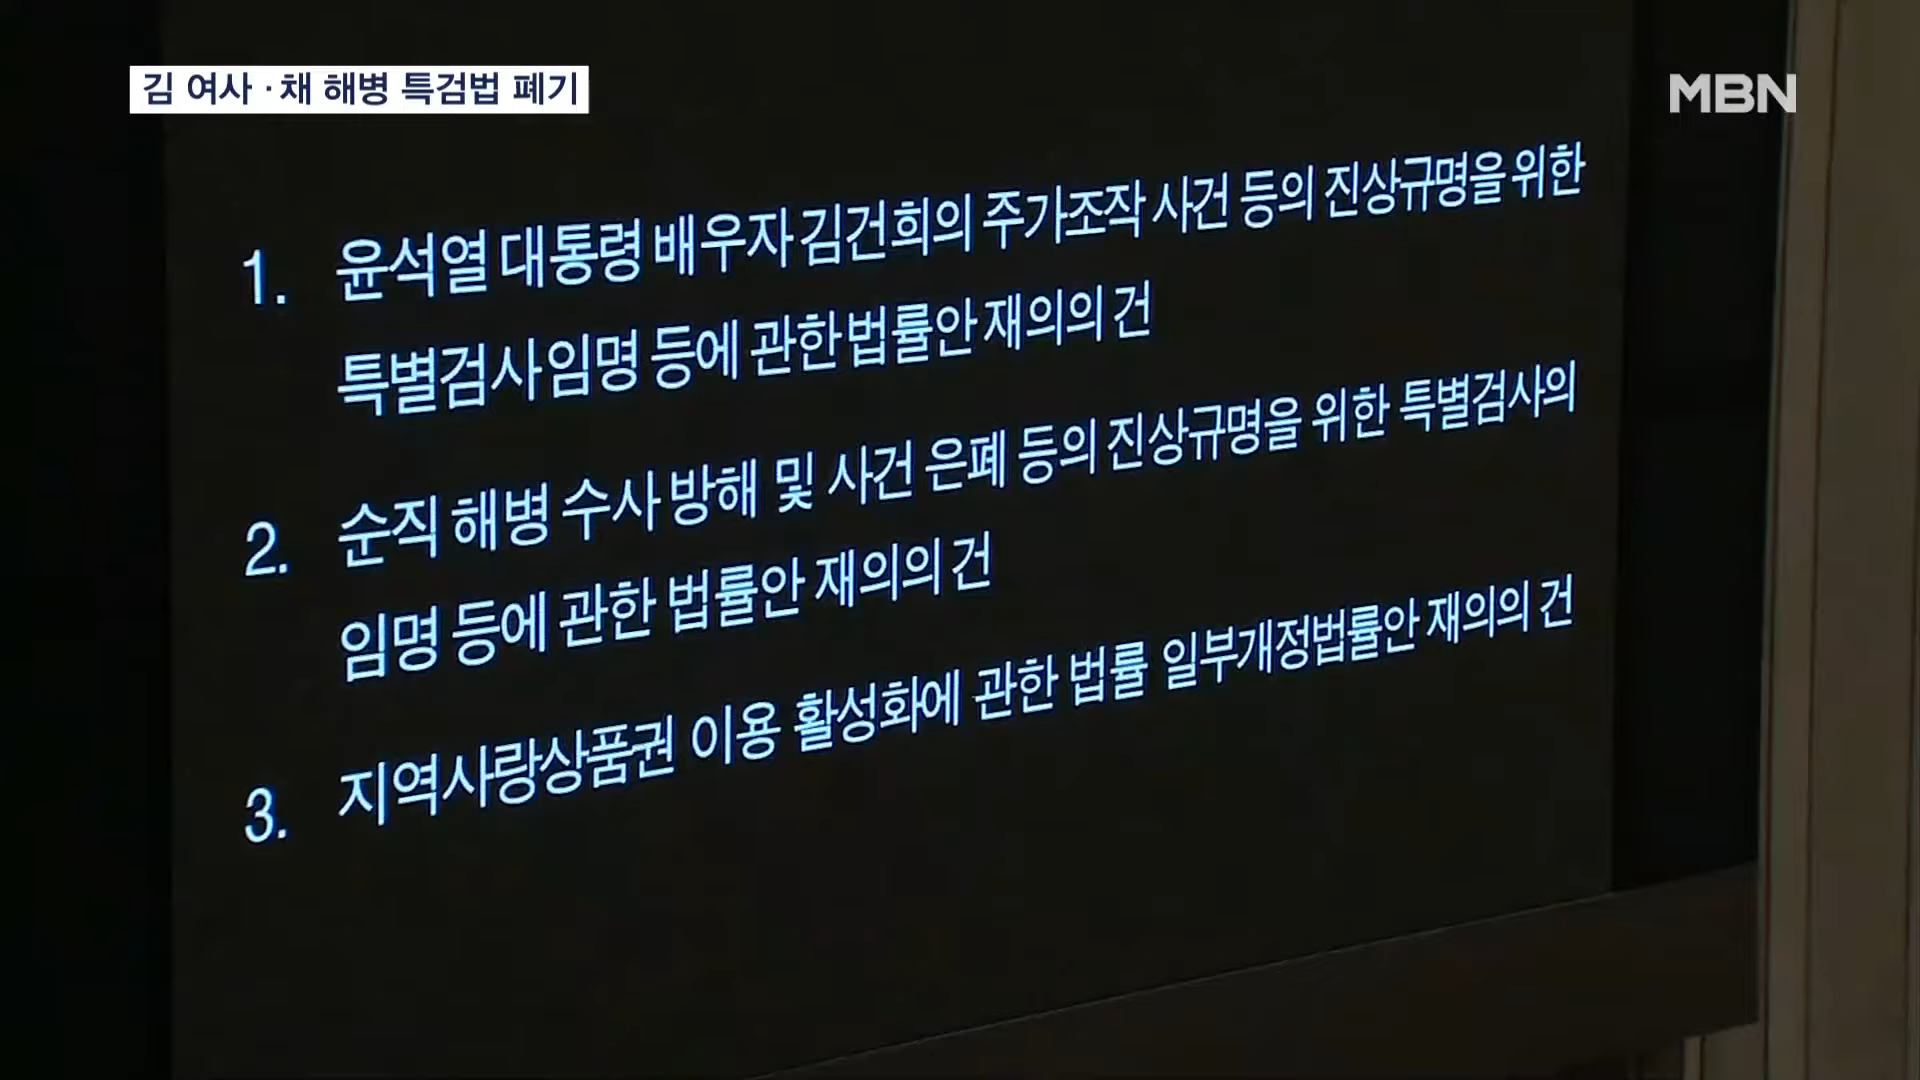 김 여사·채 해병 특검법 폐기
MBN
1. 윤석열 대통령 배우자 김건희의 주가조작 사건 등의 진상규명을 위한
특별검사 임명 등에 관한 법률안 재의의 건
2. 순직 해병 수사 방해 및 사건 은폐 등의 진상규명을 위한 특별검사의
임명 등에 관한 법률안 재의의 건
3. 지역사랑상품권 이용 활성화에 관한 법률 일부개정법률안 재의의 건